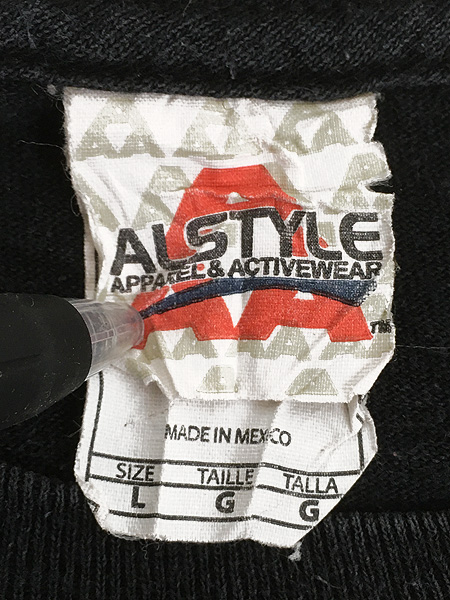 ALSTYLE
APPAREL & ACTIVEWEAR
TM
MADE IN MEXICO
SIZE TAILLE TALLA
L G G